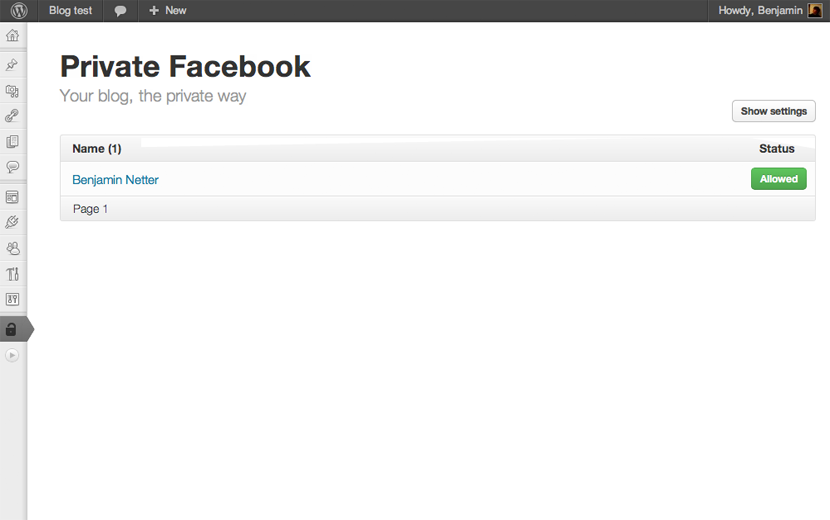 Blog test
New
Howdy, Benjamin
Private Facebook
Your blog, the private way
Show settings
Name (1) Status
Benjamin Netter Allowed
Page 1